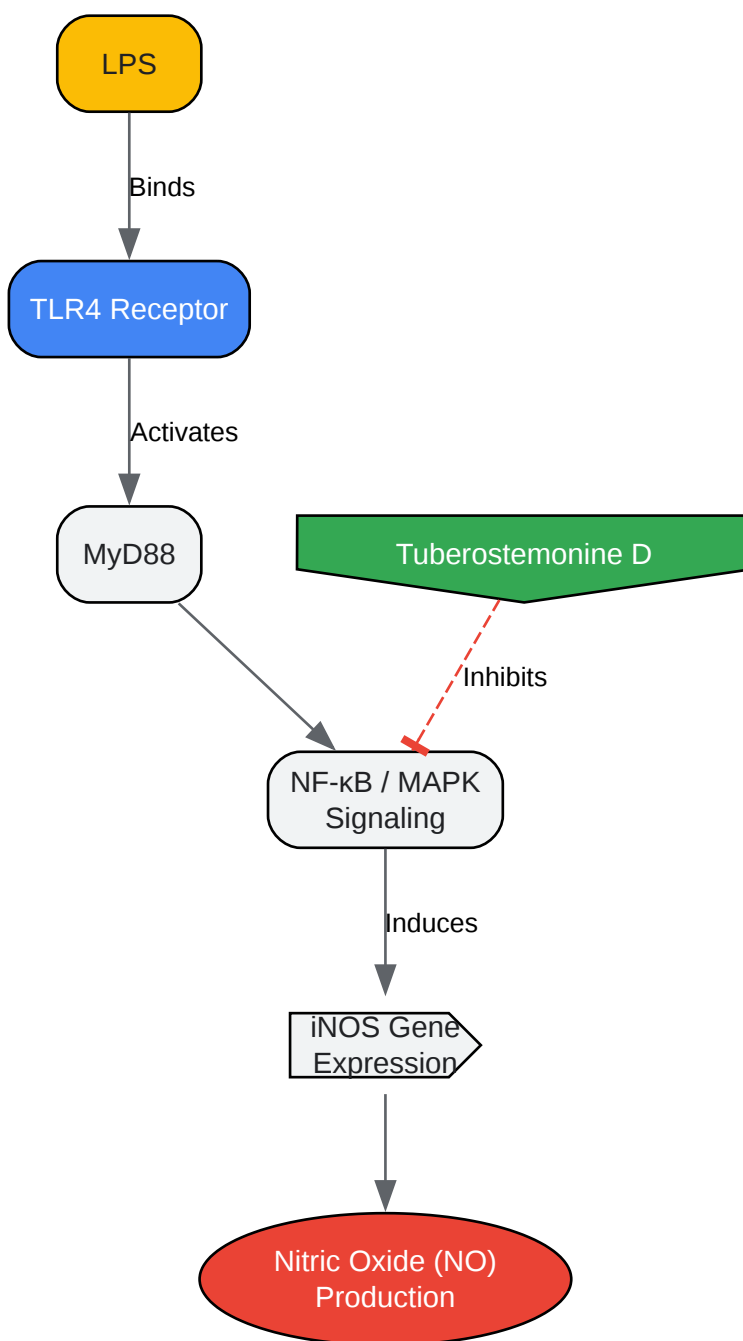 LPS
Binds
TLR4 Receptor
Activates
MyD88
Tuberostemonine D
Inhibits
NF-κB / MAPK
Signaling
Induces
iNOS Gene
Expression
Nitric Oxide (NO)
Production